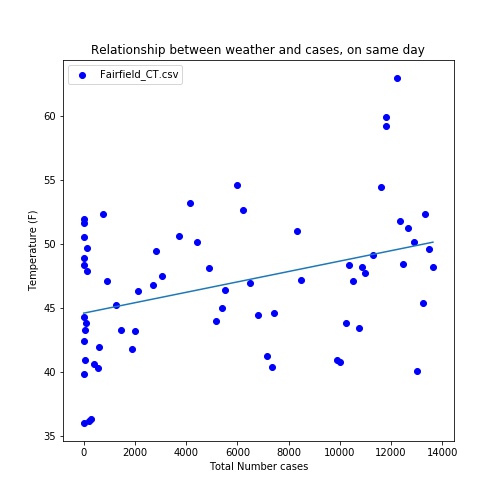 Relationship between weather and cases, on same day
Fairfield_CT.csv
Temperature (F)
60
55
50
45
40
35
0 2000 4000 6000 8000 10000 12000 14000
Total Number cases